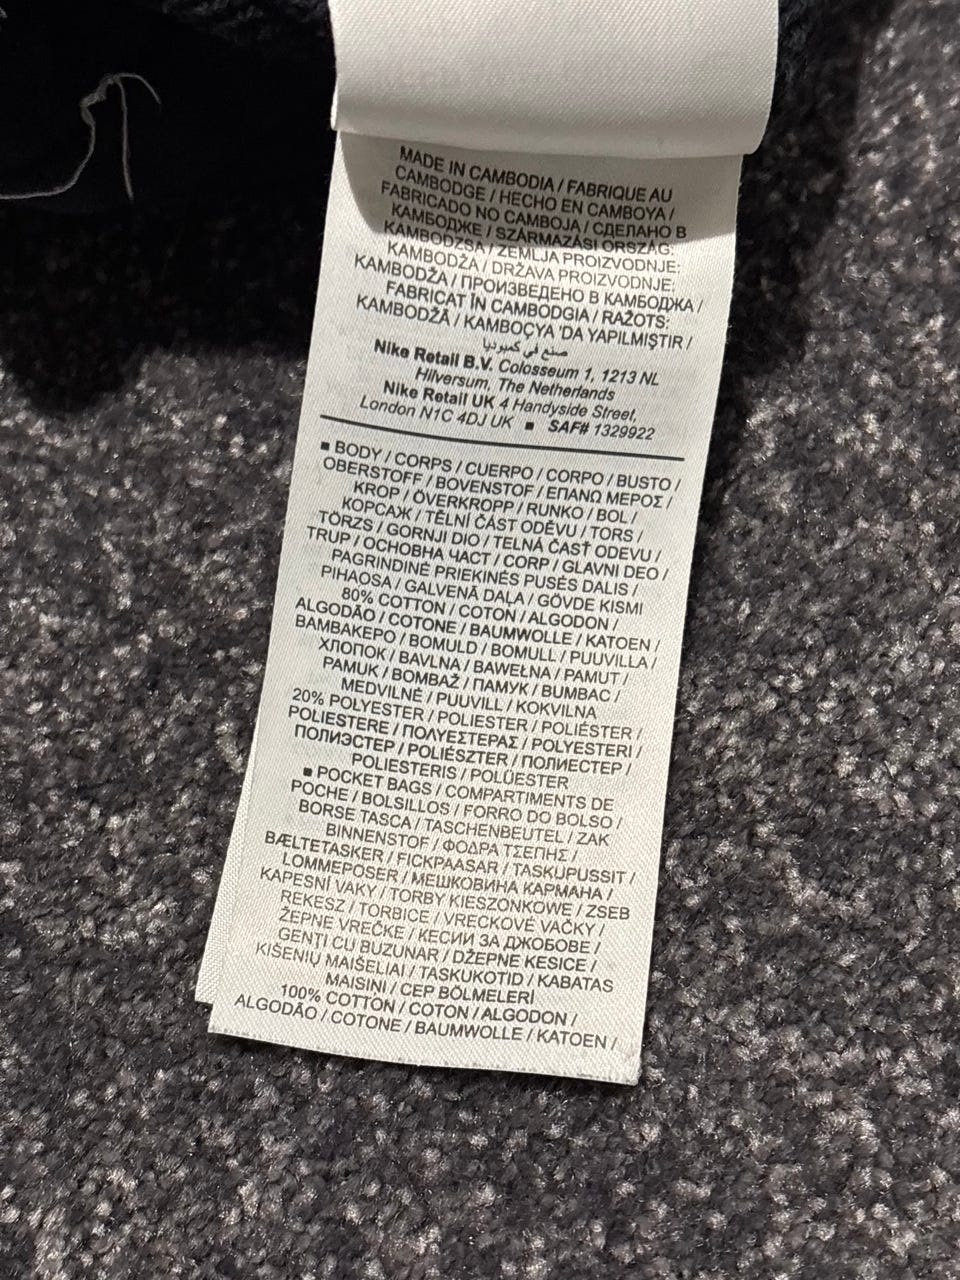 MADE IN CAMBODIA / FABRIQUE AU
CAMBODGE / HECHO EN CAMBOYA /
FABRICADO NO CAMBOJA / СДЕЛАНО В
КАМБОДЖЕ / SZÁRMAZÁSI ORSZÁG:
KAMBODZSA / ZEMLJA PROIZVODNJE:
KAMBODŽA / DRŽAVA PROIZVODNJE:
KAMBODŽA / ПРОИЗВЕДЕНО В КАМБОДЖА /
FABRICAT ÎN CAMBODGIA / RAŽOTS:
KAMBODŽĀ / KAMBOÇYA 'DA YAPILMIŞTIR /
صنع في كمبوديا
Nike Retail B.V. Colosseum 1, 1213 NL
Hilversum, The Netherlands
Nike Retail UK 4 Handyside Street,
London N1C 4DJ UK ▪ SAF# 1329922
▪ BODY / CORPS / CUERPO / CORPO / BUSTO /
OBERSTOFF / BOVENSTOF / ΕΠΑΝΩ ΜΕΡΟΣ /
KROP / ÖVERKROPP / RUNKO / BOL /
КОРСАЖ / TĚLNÍ ČÁST ODĚVU / TORS /
TÖRZS / GORNJI DIO / TELNÁ ČASŤ ODEVU /
TRUP / ОСНОВНА ЧАСТ / CORP / GLAVNI DEO /
PAGRINDINĖ PRIEKINĖS PUSĖS DALIS /
PIHAOSA / GALVENĀ DAĻA / GÖVDE KISMI
80% COTTON / COTON / ALGODON /
ALGODÃO / COTONE / BAUMWOLLE / KATOEN /
ΒΑΜΒΑΚΕΡΟ / BOMULD / BOMULL / PUUVILLA /
ХЛОПОК / BAVLNA / BAWEŁNA / PAMUT /
PAMUK / BOMBAŽ / ПАМУК / BUMBAC /
MEDVILNĖ / PUUVILL / KOKVILNA
20% POLYESTER / POLIESTER / POLIÉSTER /
POLIESTERE / ΠΟΛΥΕΣΤΕΡΑΣ / POLYESTERI /
ПОЛИЭСТЕР / POLIÉSZTER / ПОЛИЕСТЕР /
POLIESTERIS / POLÜESTER
▪ POCKET BAGS / COMPARTIMENTS DE
POCHE / BOLSILLOS / FORRO DO BOLSO /
BORSE TASCA / TASCHENBEUTEL / ZAK
BINNENSTOF / ΦΟΔΡΑ ΤΣΕΠΗΣ /
BÆLTETASKER / FICKPAASAR / TASKUPUSSIT /
LOMMEPOSER / МЕШКОВИНА КАРМАНА /
KAPESNÍ VAKY / TORBY KIESZONKOWE / ZSEB
REKESZ / TORBICE / VRECKOVÉ VAČKY /
ŽEPNE VREČKE / КЕСИИ ЗА ДЖОБОВЕ /
GENȚI CU BUZUNAR / DŽEPNE KESICE /
KIŠENIŲ MAIŠELIAI / TASKUKOTID / KABATAS
MAISIŅI / CEP BÖLMELERİ
100% COTTON / COTON / ALGODON /
ALGODÃO / COTONE / BAUMWOLLE / KATOEN /